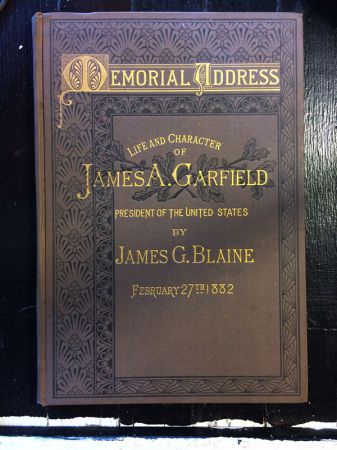 Memorial Address
Life and Character
of
James A. Garfield
President of the United States
by
James G. Blaine
February 27th 1882